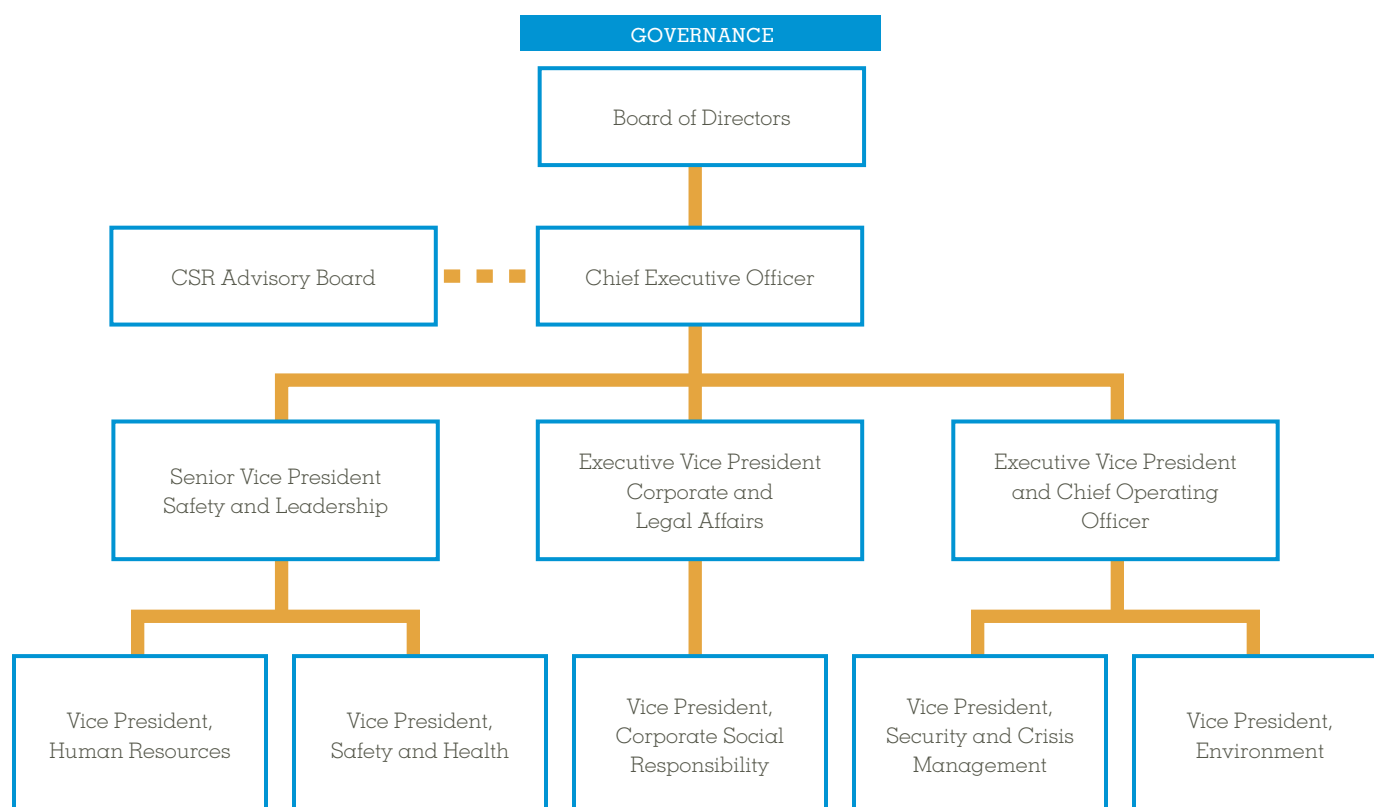 GOVERNANCE
Board of Directors
CSR Advisory Board
Chief Executive Officer
Senior Vice President
Safety and Leadership
Executive Vice President
Corporate and
Legal Affairs
Executive Vice President
and Chief Operating
Officer
Vice President,
Human Resources
Vice President,
Safety and Health
Vice President,
Corporate Social
Responsibility
Vice President,
Security and Crisis
Management
Vice President,
Environment